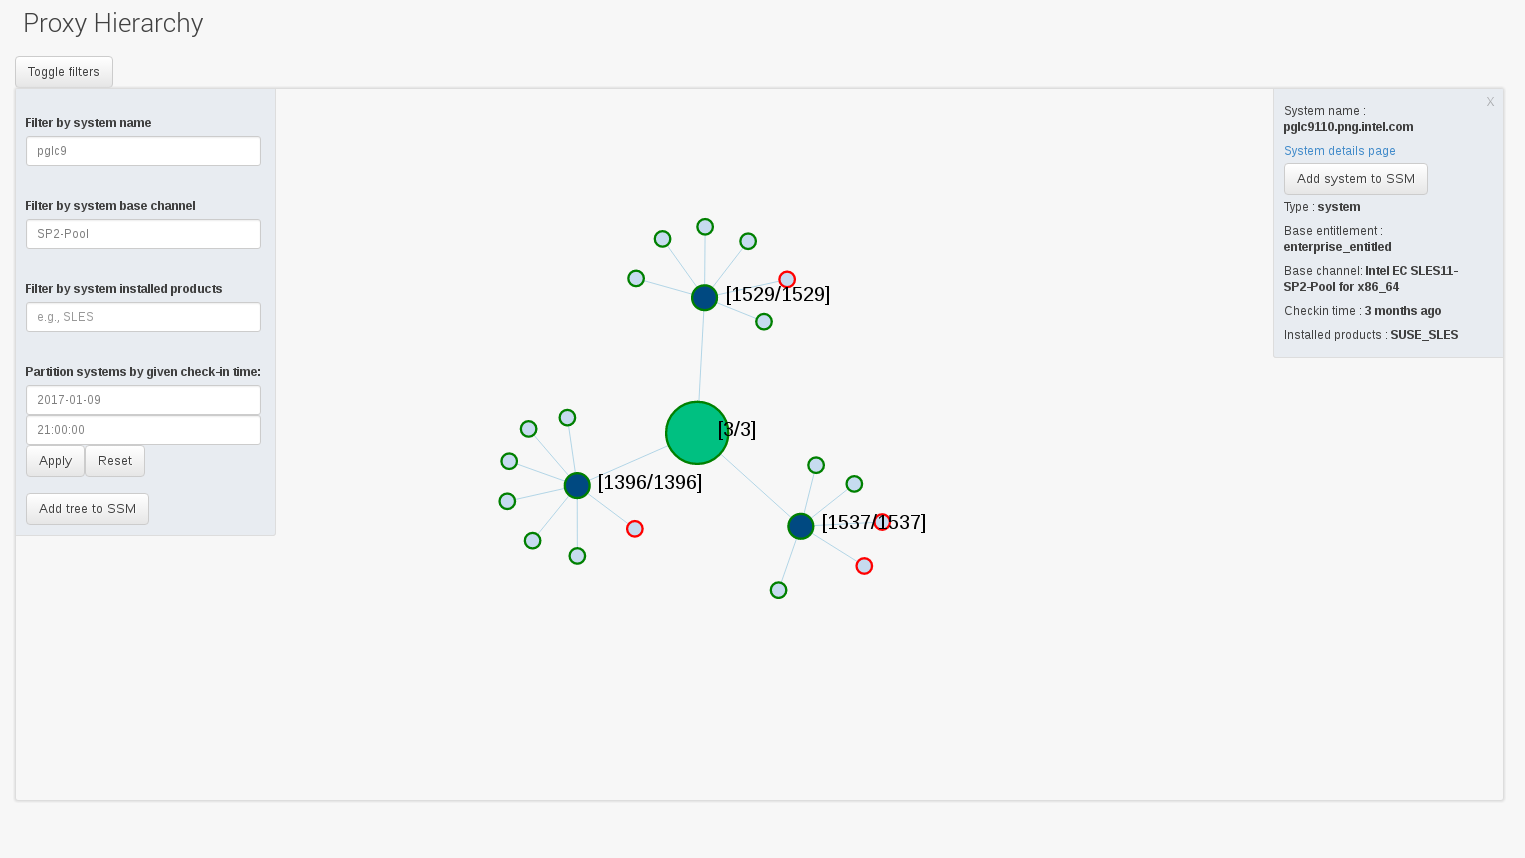 Proxy Hierarchy
Toggle filters
Filter by system name
pglc9
Filter by system base channel
SP2-Pool
Filter by system installed products
e.g., SLES
Partition systems by given check-in time:
2017-01-09
21:00:00
Apply Reset
Add tree to SSM
[1529/1529]
[3/3]
[1396/1396]
[1537/1537]
X
System name :
pglc9110.png.intel.com
System details page
Add system to SSM
Type : system
Base entitlement :
enterprise_entitled
Base channel: Intel EC SLES11-
SP2-Pool for x86_64
Checkin time : 3 months ago
Installed products : SUSE_SLES